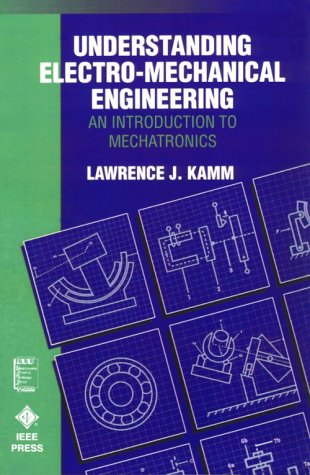 UNDERSTANDING
ELECTRO-MECHANICAL
ENGINEERING
AN INTRODUCTION TO
MECHATRONICS
LAWRENCE J. KAMM
IEEE
PRESS